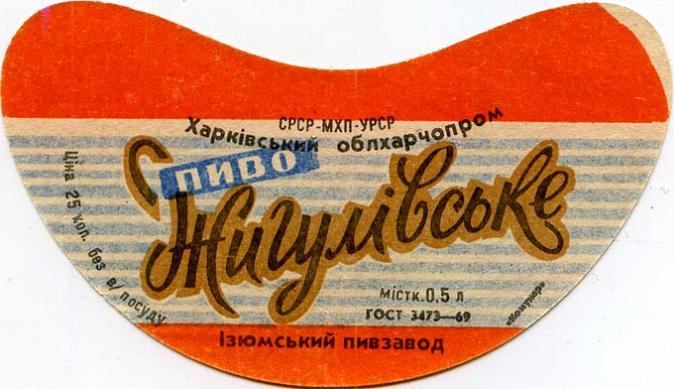 СРСР-МХП-УРСР
Харківський облхарчопром
ПИВО
Жигулівське
Ціна 25 коп. без в/ посуду
містк. 0,5 л
ГОСТ 3473—69
Ізюмський пивзавод